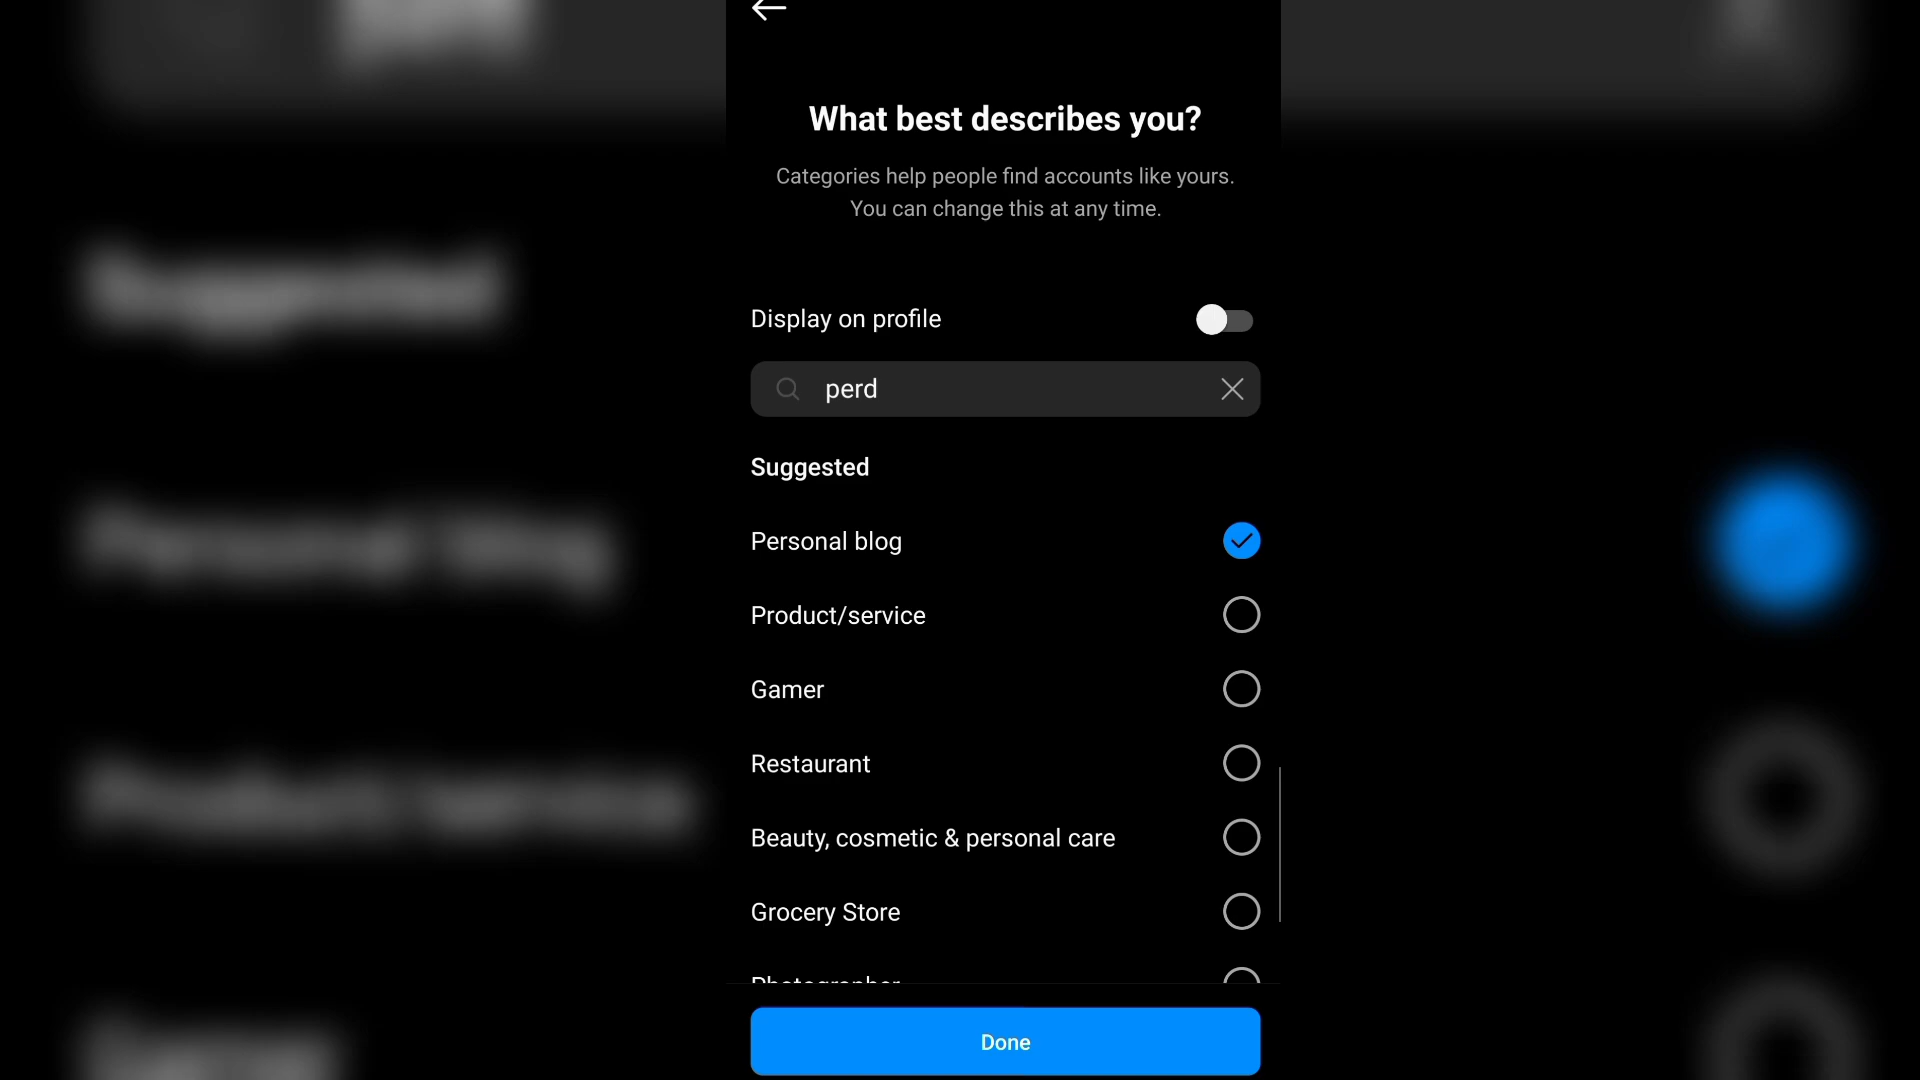 What best describes you?
Categories help people find accounts like yours.
You can change this at any time.
Display on profile
perd
Suggested
Personal blog
Product/service
Gamer
Restaurant
Beauty, cosmetic & personal care
Grocery Store
Photographer
Done